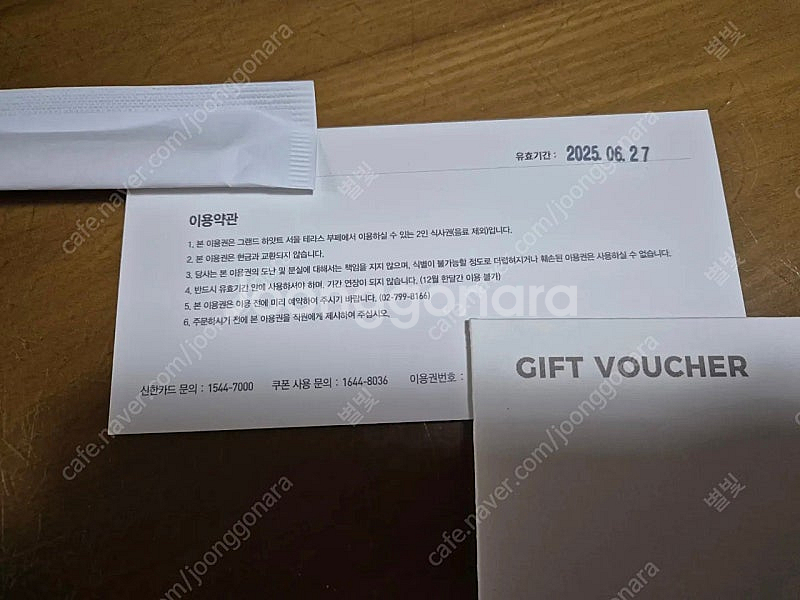 유효기간 : 2025. 06. 27
이용약관
1. 본 이용권은 그랜드 하얏트 서울 테라스 부페에서 이용하실 수 있는 2인 식사권(음료 제외)입니다.
2. 본 이용권은 현금과 교환되지 않습니다.
3. 당사는 본 이용권의 도난 및 분실에 대해서는 책임을 지지 않으며, 식별이 불가능할 정도로 더럽혀지거나 훼손된 이용권은 사용하실 수 없습니다.
4. 반드시 유효기간 안에 사용하셔야 하며, 기간 연장이 되지 않습니다. (12월 한달간 이용 불가)
5. 본 이용권은 이용 전에 미리 예약하여 주시기 바랍니다. (02-799-8166)
6. 주문하시기 전에 본 이용권을 직원에게 제시하여 주십시오.
신한카드 문의 : 1544-7000 쿠폰 사용 문의 : 1644-8036 이용권번호 :
GIFT VOUCHER
joonggonara
cafe.naver.com/joonggonara
별빛